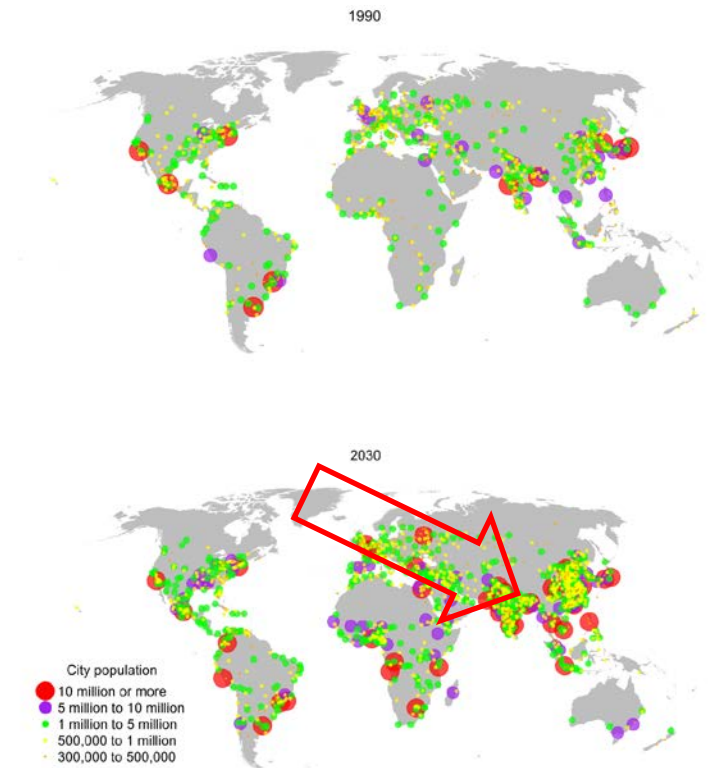 1990
2030
City population
10 million or more
5 million to 10 million
1 million to 5 million
500,000 to 1 million
300,000 to 500,000